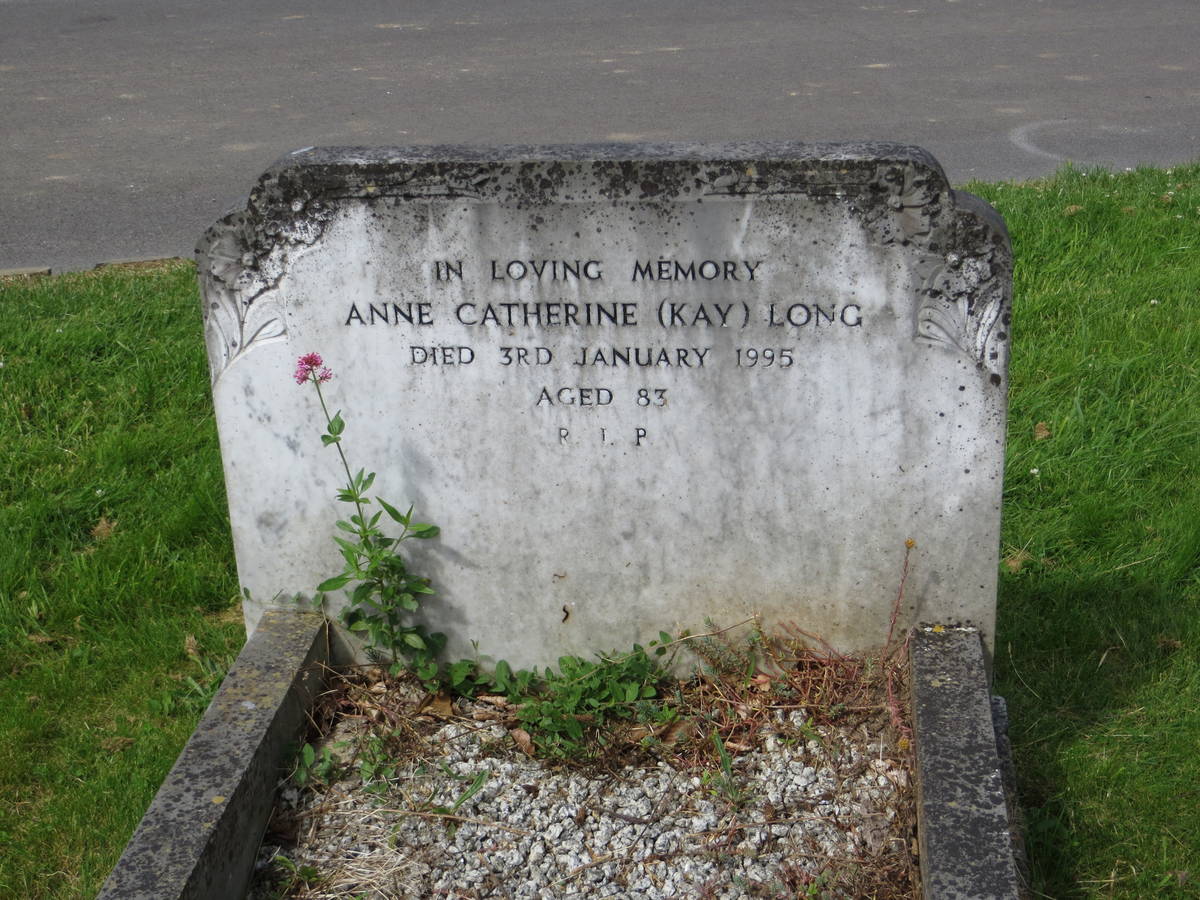 IN LOVING MEMORY
ANNE CATHERINE (KAY) LONG
DIED 3RD JANUARY 1995
AGED 83
R I P